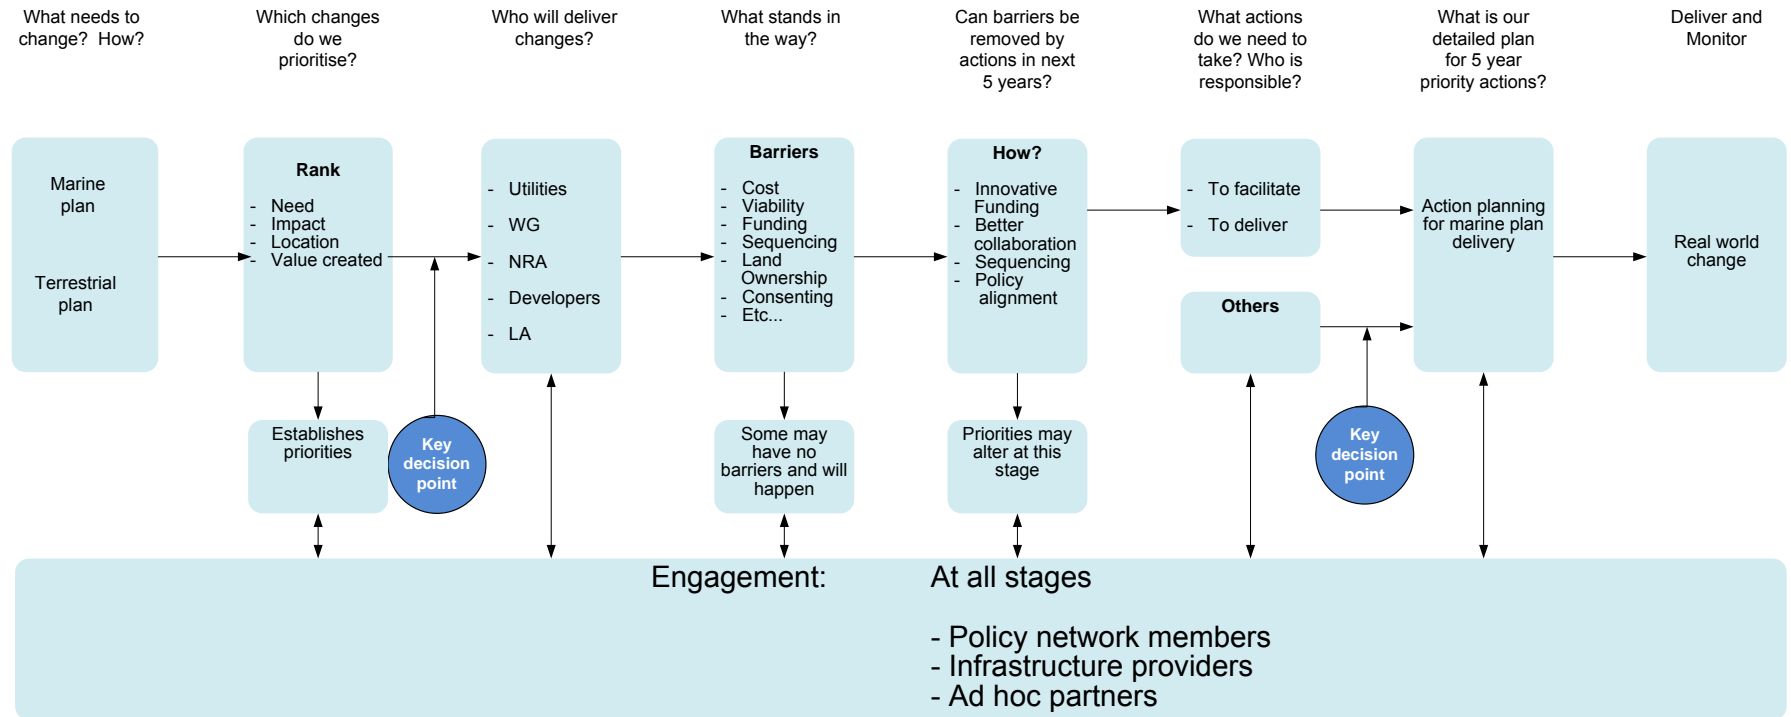 What needs to
change?  How?
Which changes
do we
prioritise?
Who will deliver
changes?
What stands in
the way?
Can barriers be
removed by
actions in next
5 years?
What actions
do we need to
take? Who is
responsible?
What is our
detailed plan
for 5 year
priority actions?
Deliver and
Monitor
Marine
plan
Terrestrial
plan
Rank
- Need
- Impact
- Location
- Value created
- Utilities
- WG
- NRA
- Developers
- LA
Barriers
- Cost
- Viability
- Funding
- Sequencing
- Land
Ownership
- Consenting
- Etc...
How?
- Innovative
Funding
- Better
collaboration
- Sequencing
- Policy
alignment
- To facilitate
- To deliver
Others
Action planning
for marine plan
delivery
Real world
change
Establishes
priorities
Key
decision
point
Some may
have no
barriers and will
happen
Priorities may
alter at this
stage
Key
decision
point
Engagement: At all stages
- Policy network members
- Infrastructure providers
- Ad hoc partners